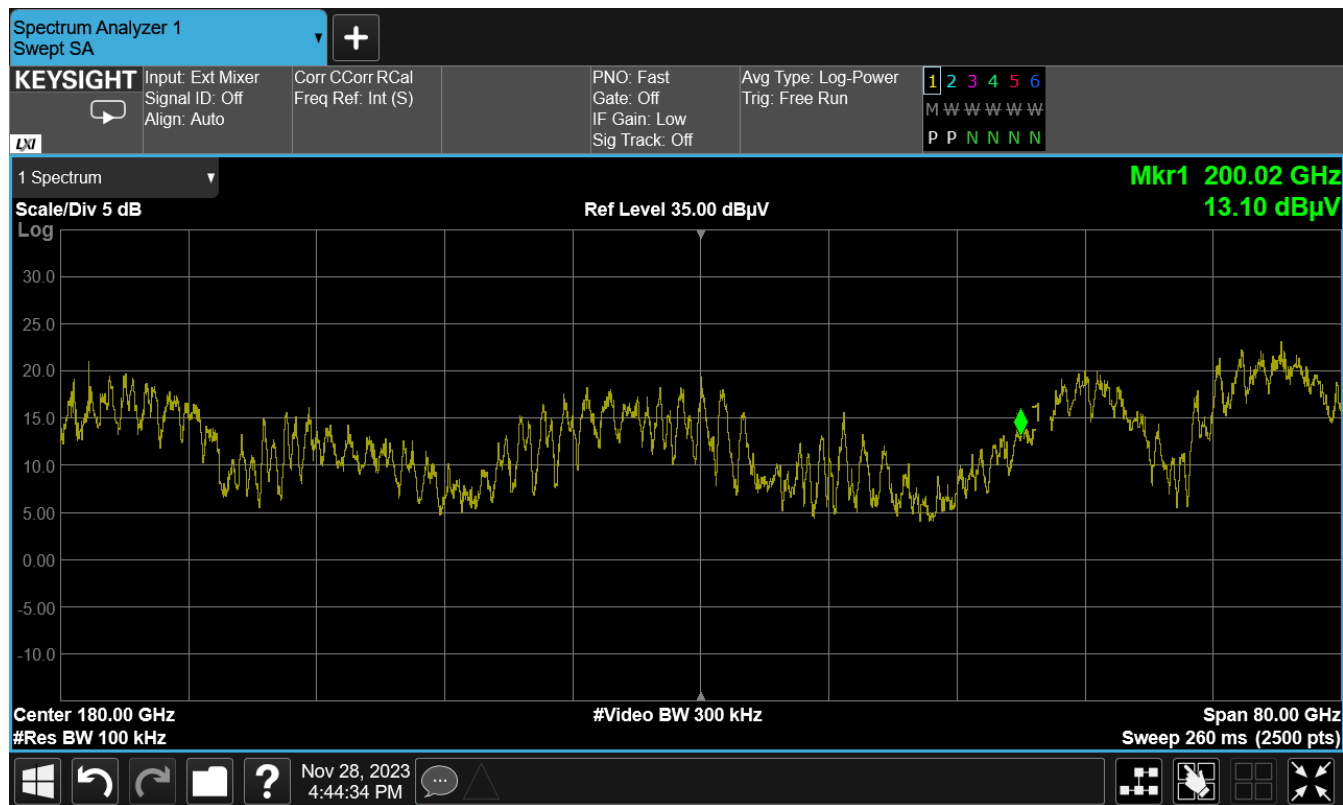 Spectrum Analyzer 1
Swept SA
KEYSIGHT
LXI
Input: Ext Mixer
Signal ID: Off
Align: Auto
Corr CCorr RCal
Freq Ref: Int (S)
PNO: Fast
Gate: Off
IF Gain: Low
Sig Track: Off
Avg Type: Log-Power
Trig: Free Run
1 2 3 4 5 6
M W W W W W
P P N N N N
1 Spectrum
Mkr1 200.02 GHz
13.10 dBµV
Scale/Div 5 dB
Ref Level 35.00 dBµV
Log
30.0
25.0
20.0
15.0
10.0
5.00
0.00
-5.00
-10.0
1
Center 180.00 GHz
#Video BW 300 kHz
Span 80.00 GHz
#Res BW 100 kHz
Sweep 260 ms (2500 pts)
?
Nov 28, 2023
4:44:34 PM